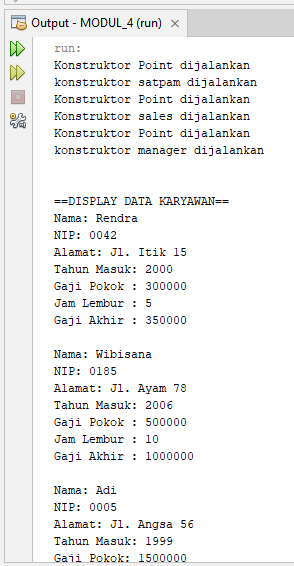 Output - MODUL_4 (run)
run:
Konstruktor Point dijalankan
konstruktor satpam dijalankan
Konstruktor Point dijalankan
konstruktor sales dijalankan
Konstruktor Point dijalankan
konstruktor manager dijalankan
==DISPLAY DATA KARYAWAN==
Nama: Rendra
NIP: 0042
Alamat: Jl. Itik 15
Tahun Masuk: 2000
Gaji Pokok : 300000
Jam Lembur : 5
Gaji Akhir : 350000
Nama: Wibisana
NIP: 0185
Alamat: Jl. Ayam 78
Tahun Masuk: 2006
Gaji Pokok : 500000
Jam Lembur : 10
Gaji Akhir : 1000000
Nama: Adi
NIP: 0005
Alamat: Jl. Angsa 56
Tahun Masuk: 1999
Gaji Pokok: 1500000